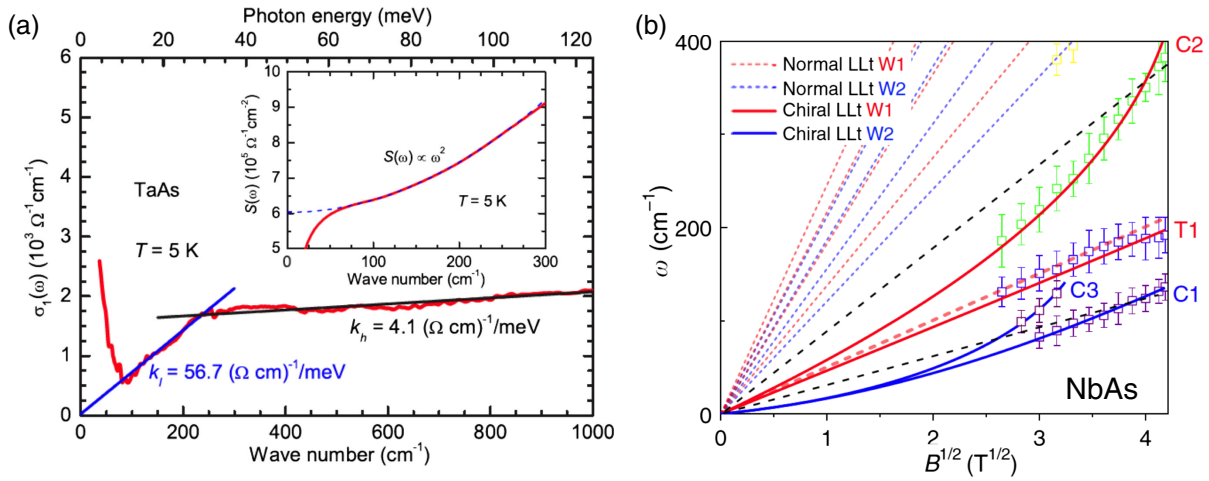 (a)
Photon energy (meV)
0 20 40 60 80 100 120
σ₁(ω) (10³ Ω⁻¹cm⁻¹)
6
5
4
3
2
1
0
TaAs
T = 5 K
S(ω) (10⁵ Ω⁻¹cm⁻²)
10
9
8
7
6
5
S(ω) ∝ ω²
T = 5 K
0 100 200 300
Wave number (cm⁻¹)
k_h = 4.1 (Ω cm)⁻¹/meV
k_l = 56.7 (Ω cm)⁻¹/meV
0 200 400 600 800 1000
Wave number (cm⁻¹)
(b)
ω (cm⁻¹)
400
200
0
Normal LLt W1
Normal LLt W2
Chiral LLt W1
Chiral LLt W2
C2
T1
C3
C1
NbAs
0 1 2 3 4
B^1/2 (T^1/2)